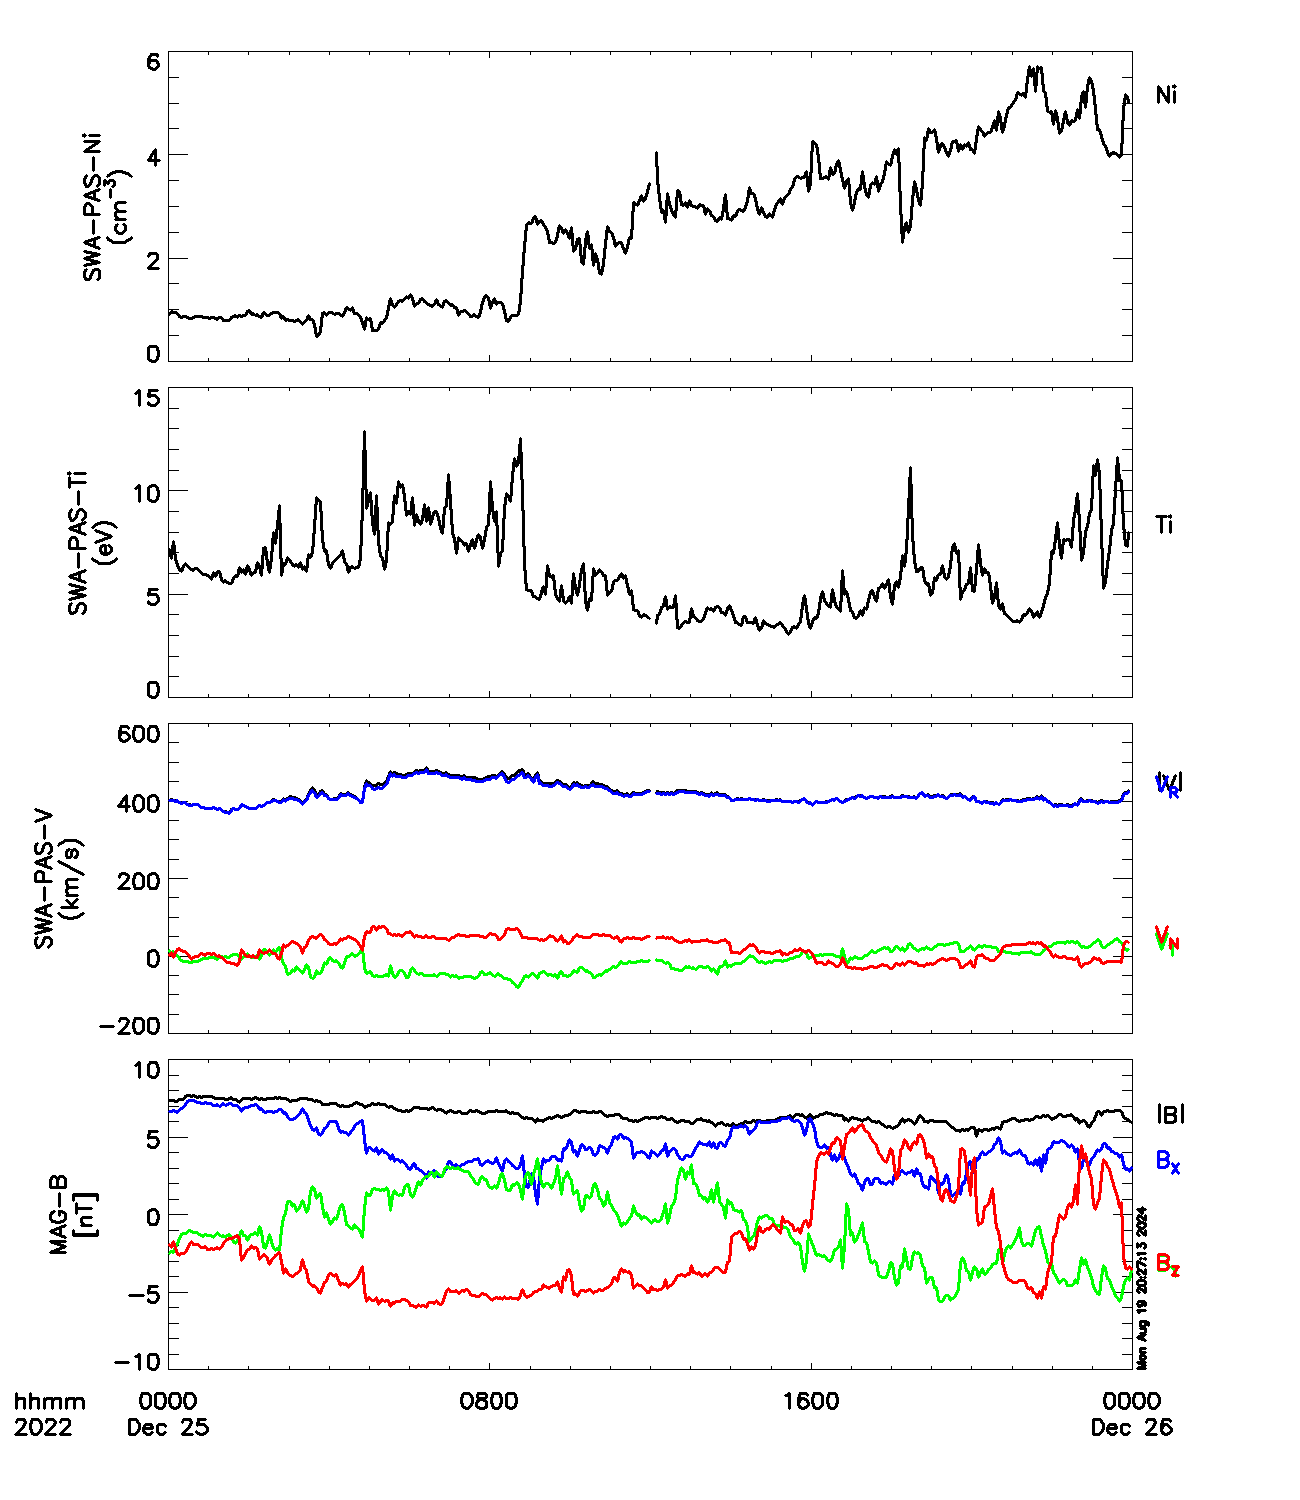 6
4
2
0
SWA-PAS-Ni
(cm-3)
Ni
15
10
5
0
SWA-PAS-Ti
(eV)
Ti
600
400
200
0
-200
SWA-PAS-V
(km/s)
|V|
VR
VN
10
5
0
-5
-10
MAG-B
[nT]
|B|
Bx
Bz
Mon Aug 19 20:27:13 2024
hhmm 0000 0800 1600 0000
2022 Dec 25 Dec 26